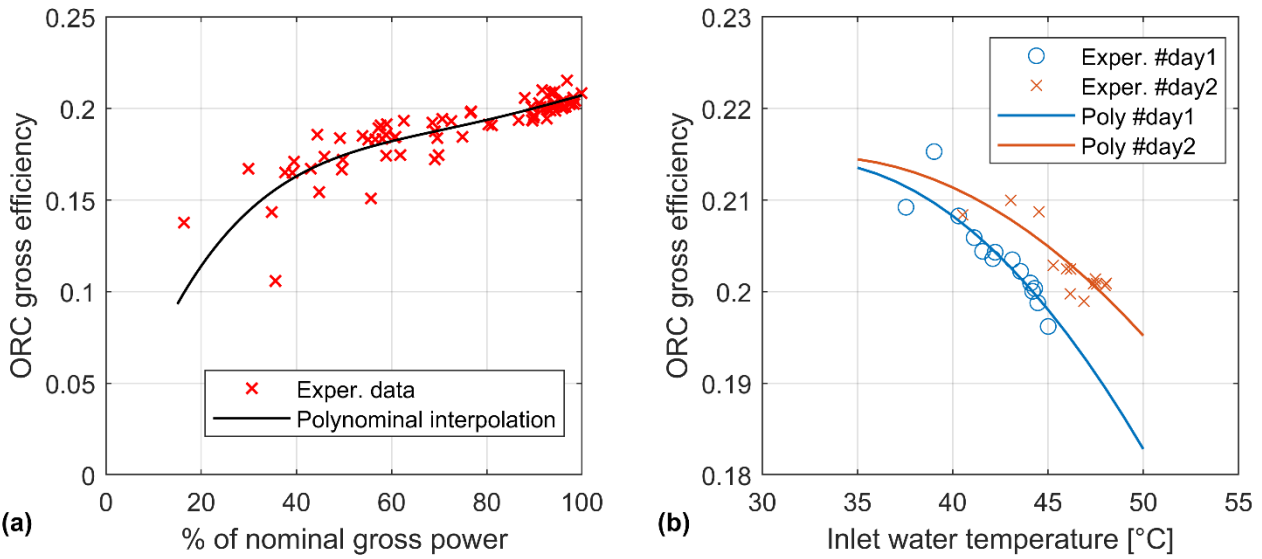 ORC gross efficiency
0.25
0.2
0.15
0.1
0.05
0
Exper. data
Polynominal interpolation
0
20
40
60
80
100
% of nominal gross power
(a)
ORC gross efficiency
0.23
0.22
0.21
0.2
0.19
0.18
Exper. #day1
Exper. #day2
Poly #day1
Poly #day2
30
35
40
45
50
55
Inlet water temperature [°C]
(b)